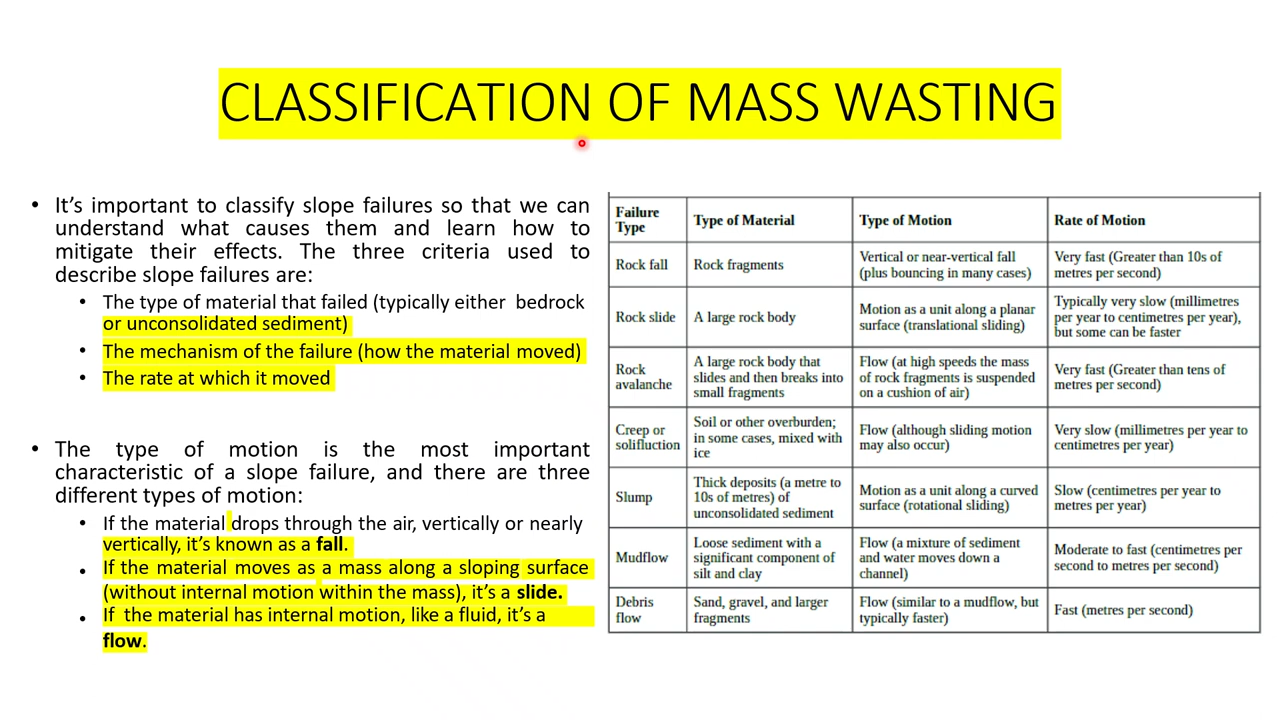 CLASSIFICATION OF MASS WASTING
• It’s important to classify slope failures so that we can
understand what causes them and learn how to
mitigate their effects. The three criteria used to
describe slope failures are:
• The type of material that failed (typically either bedrock
or unconsolidated sediment)
• The mechanism of the failure (how the material moved)
• The rate at which it moved
• The type of motion is the most important
characteristic of a slope failure, and there are three
different types of motion:
• If the material drops through the air, vertically or nearly
vertically, it’s known as a fall.
• If the material moves as a mass along a sloping surface
(without internal motion within the mass), it’s a slide.
• If the material has internal motion, like a fluid, it’s a
flow.
Failure
Type
Type of Material
Type of Motion
Rate of Motion
Rock fall
Rock fragments
Vertical or near-vertical fall
(plus bouncing in many cases)
Very fast (Greater than 10s of
metres per second)
Rock slide
A large rock body
Motion as a unit along a planar
surface (translational sliding)
Typically very slow (millimetres
per year to centimetres per year),
but some can be faster
Rock
avalanche
A large rock body that
slides and then breaks into
small fragments
Flow (at high speeds the mass
of rock fragments is suspended
on a cushion of air)
Very fast (Greater than tens of
metres per second)
Creep or
solifluction
Soil or other overburden;
in some cases, mixed with
ice
Flow (although sliding motion
may also occur)
Very slow (millimetres per year to
centimetres per year)
Slump
Thick deposits (a metre to
10s of metres) of
unconsolidated sediment
Motion as a unit along a curved
surface (rotational sliding)
Slow (centimetres per year to
metres per year)
Mudflow
Loose sediment with a
significant component of
silt and clay
Flow (a mixture of sediment
and water moves down a
channel)
Moderate to fast (centimetres per
second to metres per second)
Debris
flow
Sand, gravel, and larger
fragments
Flow (similar to a mudflow, but
typically faster)
Fast (metres per second)